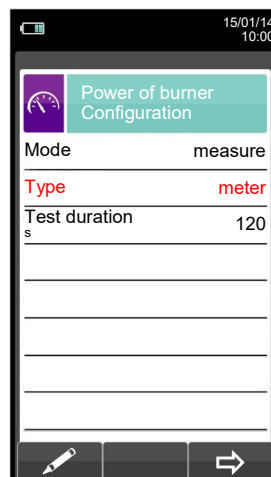 15/01/14
10:00
Power of burner
Configuration
Mode measure
Type meter
Test duration 120
s